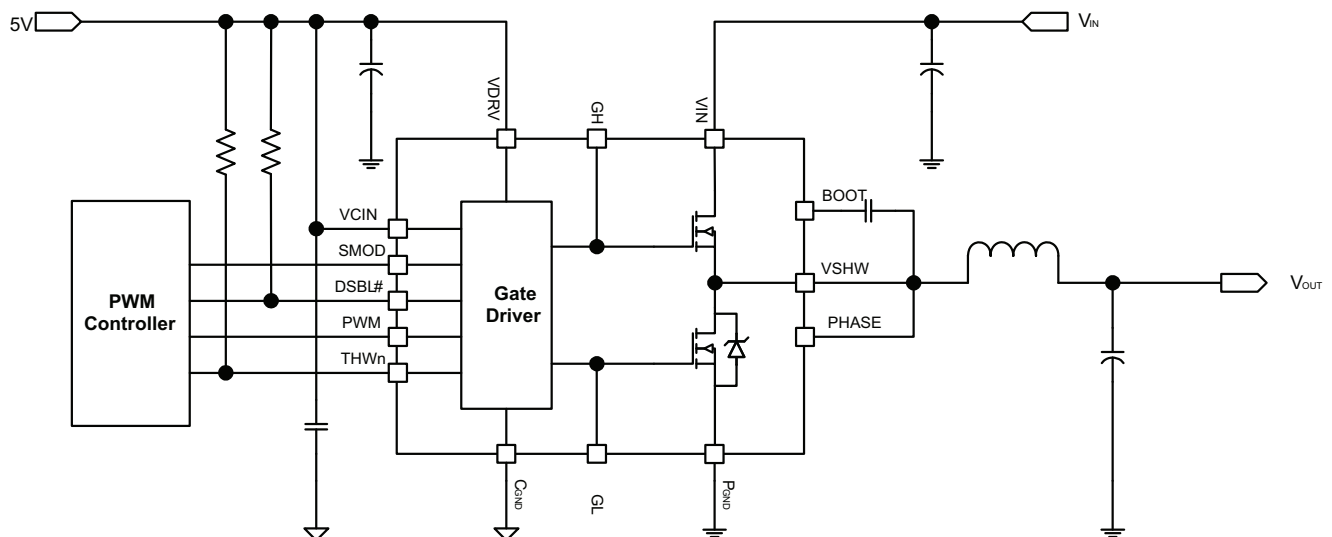 5V
VIN
VDRV
GH
VIN
BOOT
VCIN
SMOD
DSBL#
PWM
THWn
PWM
Controller
Gate
Driver
VSHW
PHASE
VOUT
CGND
GL
PGND